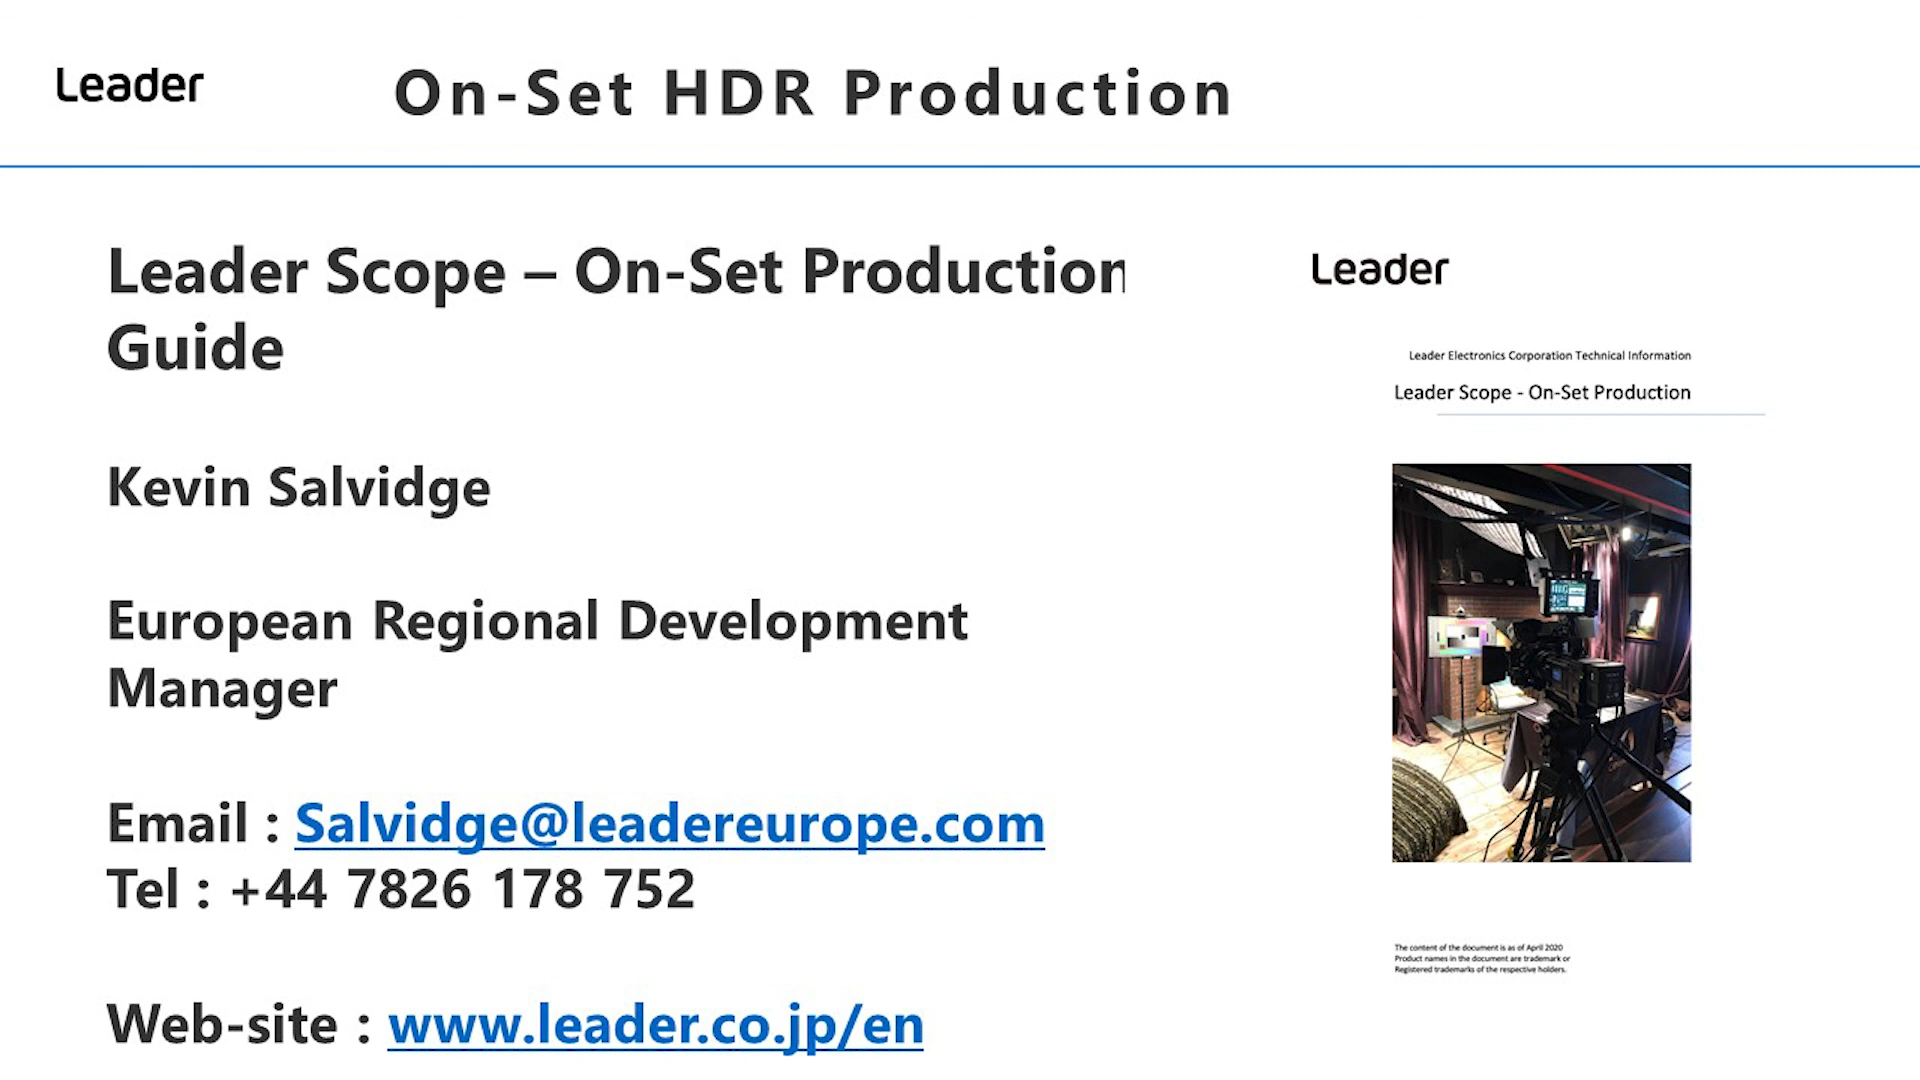 Leader
On-Set HDR Production
Leader Scope – On-Set Production
Guide
Kevin Salvidge
European Regional Development
Manager
Email : Salvidge@leadereurope.com
Tel : +44 7826 178 752
Web-site : www.leader.co.jp/en
Leader
Leader Electronics Corporation Technical Information
Leader Scope - On-Set Production
The content of the document is as of April 2020
Product names in the document are trademark or
Registered trademarks of the respective holders.